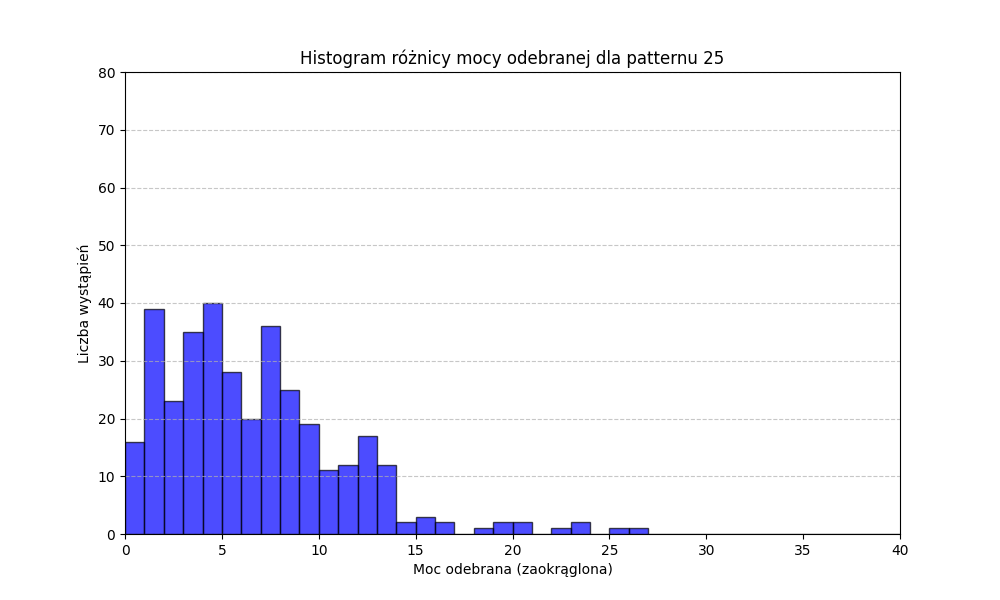 Histogram różnicy mocy odebranej dla patternu 25
80
70
60
50
40
30
20
10
0
Liczba wystąpień
0 5 10 15 20 25 30 35 40
Moc odebrana (zaokrąglona)